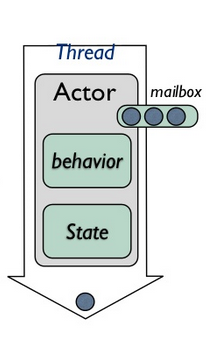 Thread
Actor
mailbox
behavior
State